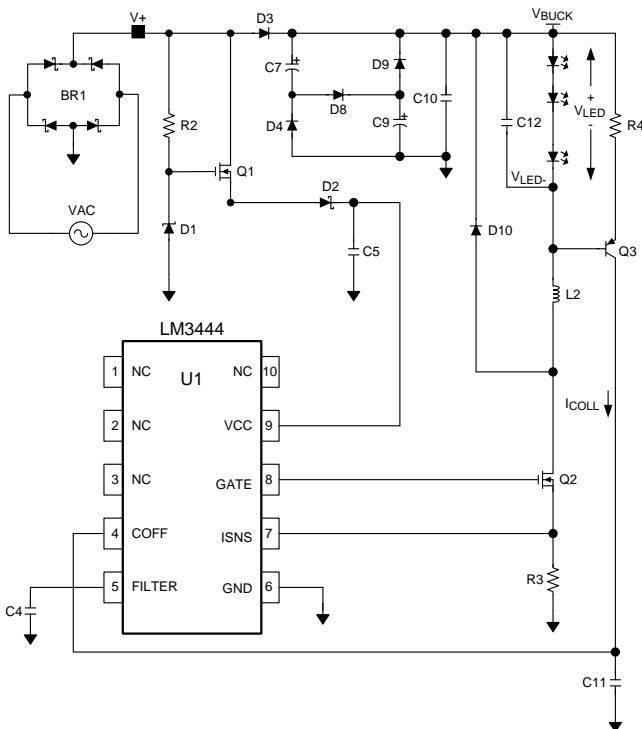 V+
D3
VBUCK
C7
D9
BR1
R2
D8
C10
C12
+
VLED
-
R4
D4
C9
Q1
VLED-
D2
VAC
D1
C5
D10
Q3
L2
LM3444
U1
1 NC
NC 10
ICOLL
2 NC
VCC 9
3 NC
GATE 8
Q2
4 COFF
ISNS 7
5 FILTER
GND 6
R3
C4
C11